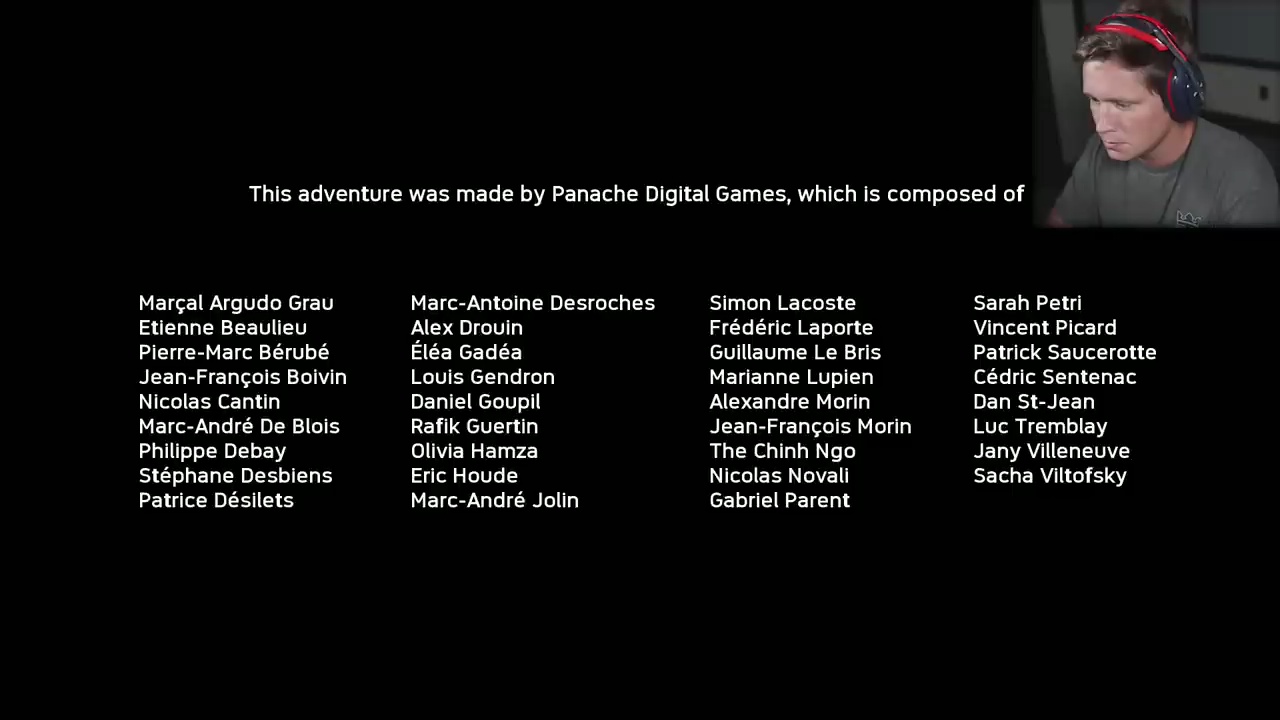 This adventure was made by Panache Digital Games, which is composed of
Marçal Argudo Grau
Etienne Beaulieu
Pierre-Marc Bérubé
Jean-François Boivin
Nicolas Cantin
Marc-André De Blois
Philippe Debay
Stéphane Desbiens
Patrice Désilets
Marc-Antoine Desroches
Alex Drouin
Éléa Gadéa
Louis Gendron
Daniel Goupil
Rafik Guertin
Olivia Hamza
Eric Houde
Marc-André Jolin
Simon Lacoste
Frédéric Laporte
Guillaume Le Bris
Marianne Lupien
Alexandre Morin
Jean-François Morin
The Chinh Ngo
Nicolas Novali
Gabriel Parent
Sarah Petri
Vincent Picard
Patrick Saucerotte
Cédric Sentenac
Dan St-Jean
Luc Tremblay
Jany Villeneuve
Sacha Viltofsky